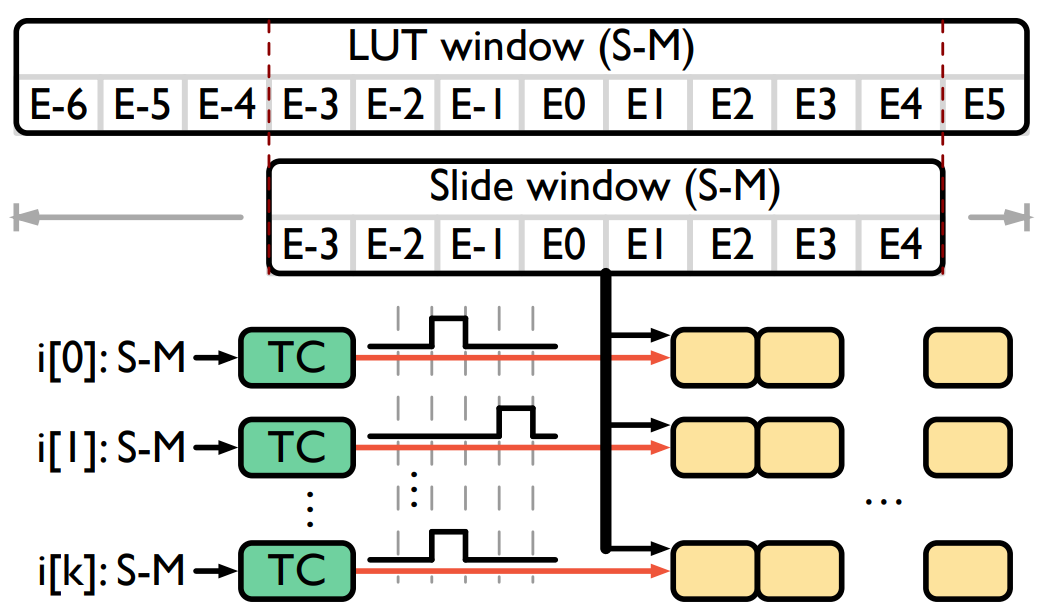 LUT window (S-M)
E-6 E-5 E-4 E-3 E-2 E-1 E0 E1 E2 E3 E4 E5
Slide window (S-M)
E-3 E-2 E-1 E0 E1 E2 E3 E4
i[0]: S-M TC
i[1]: S-M TC
⋮ ⋮ ...
i[k]: S-M TC